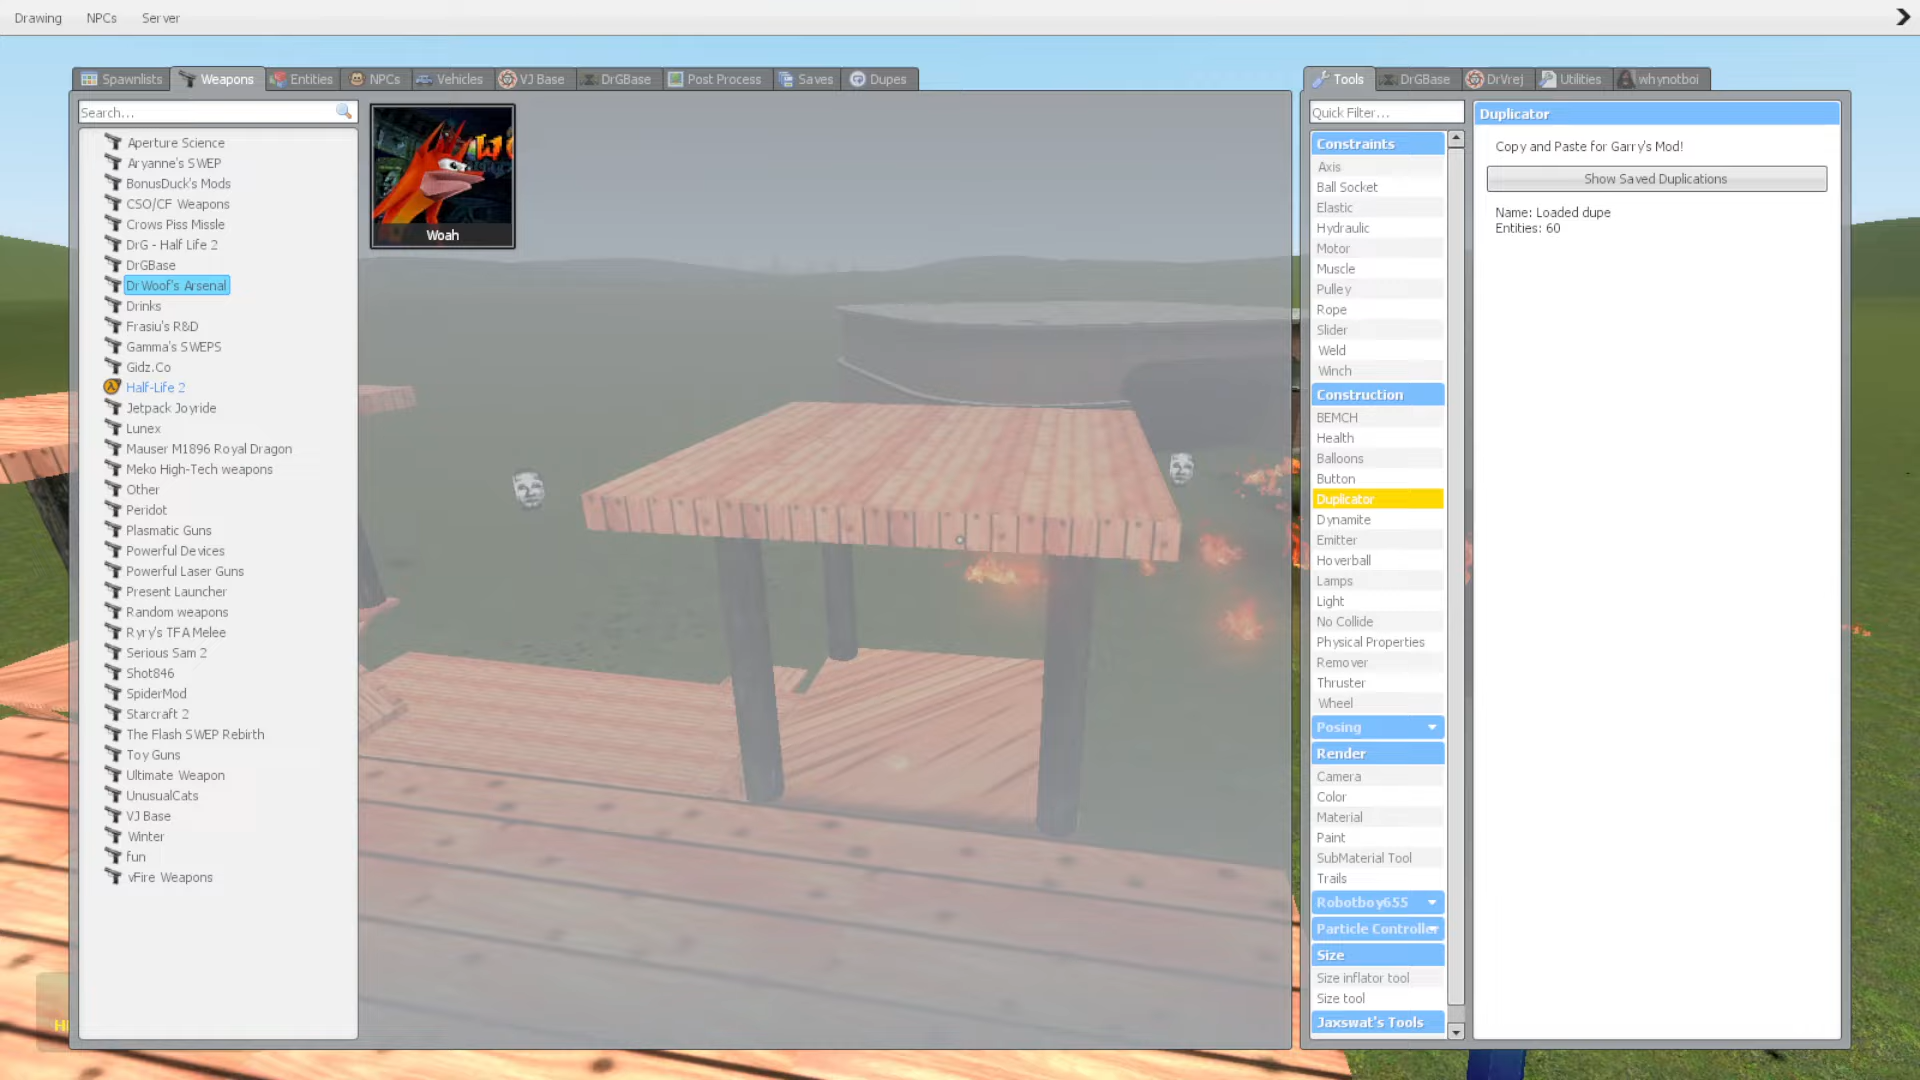 Drawing NPCs Server
Spawnlists Weapons Entities NPCs Vehicles VJ Base DrGBase Post Process Saves Dupes
Search...
Aperture Science
Aryanne's SWEP
BonusDuck's Mods
CSO/CF Weapons
Crows Piss Missle
DrG - Half Life 2
DrGBase
DrWoof's Arsenal
Drinks
Frasiu's R&D
Gamma's SWEPS
Gidz.Co
Half-Life 2
Jetpack Joyride
Lunex
Mauser M1896 Royal Dragon
Meko High-Tech weapons
Other
Peridot
Plasmatic Guns
Powerful Devices
Powerful Laser Guns
Present Launcher
Random weapons
Ryry's TFA Melee
Serious Sam 2
Shot846
SpiderMod
Starcraft 2
The Flash SWEP Rebirth
Toy Guns
Ultimate Weapon
UnusualCats
VJ Base
Winter
fun
vFire Weapons
Woah
Tools DrGBase DrVrej Utilities whynotboi
Quick Filter...
Constraints
Axis
Ball Socket
Elastic
Hydraulic
Motor
Muscle
Pulley
Rope
Slider
Weld
Winch
Construction
BEMCH
Health
Balloons
Button
Duplicator
Dynamite
Emitter
Hoverball
Lamps
Light
No Collide
Physical Properties
Remover
Thruster
Wheel
Posing
Render
Camera
Color
Material
Paint
SubMaterial Tool
Trails
Robotboy655
Particle Controller
Size
Size inflator tool
Size tool
Jaxswat's Tools
Duplicator
Copy and Paste for Garry's Mod!
Show Saved Duplications
Name: Loaded dupe
Entities: 60